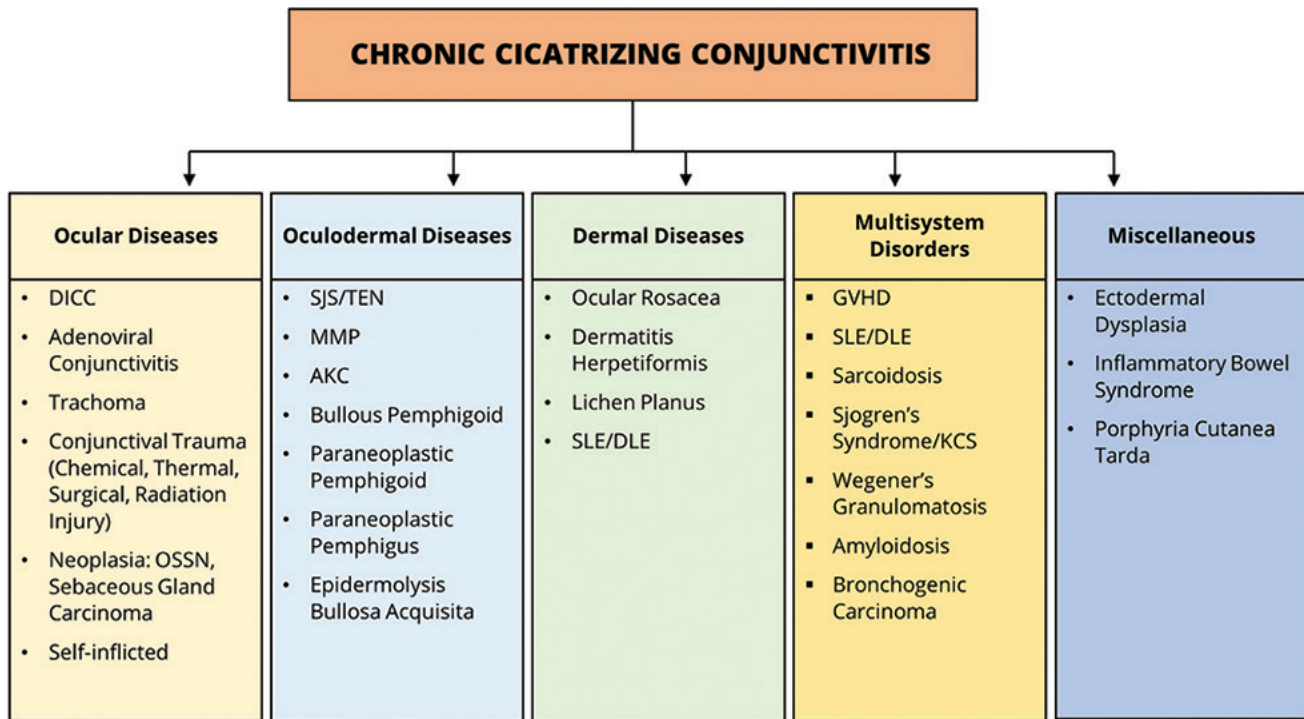 CHRONIC CICATRIZING CONJUNCTIVITIS
Ocular Diseases
• DICC
• Adenoviral
Conjunctivitis
• Trachoma
• Conjunctival Trauma
(Chemical, Thermal,
Surgical, Radiation
Injury)
• Neoplasia: OSSN,
Sebaceous Gland
Carcinoma
• Self-inflicted
Oculodermal Diseases
• SJS/TEN
• MMP
• AKC
• Bullous Pemphigoid
• Paraneoplastic
Pemphigoid
• Paraneoplastic
Pemphigus
• Epidermolysis
Bullosa Acquisita
Dermal Diseases
• Ocular Rosacea
• Dermatitis
Herpetiformis
• Lichen Planus
• SLE/DLE
Multisystem
Disorders
▪ GVHD
▪ SLE/DLE
▪ Sarcoidosis
▪ Sjogren's
Syndrome/KCS
▪ Wegener's
Granulomatosis
▪ Amyloidosis
▪ Bronchogenic
Carcinoma
Miscellaneous
• Ectodermal
Dysplasia
• Inflammatory Bowel
Syndrome
• Porphyria Cutanea
Tarda